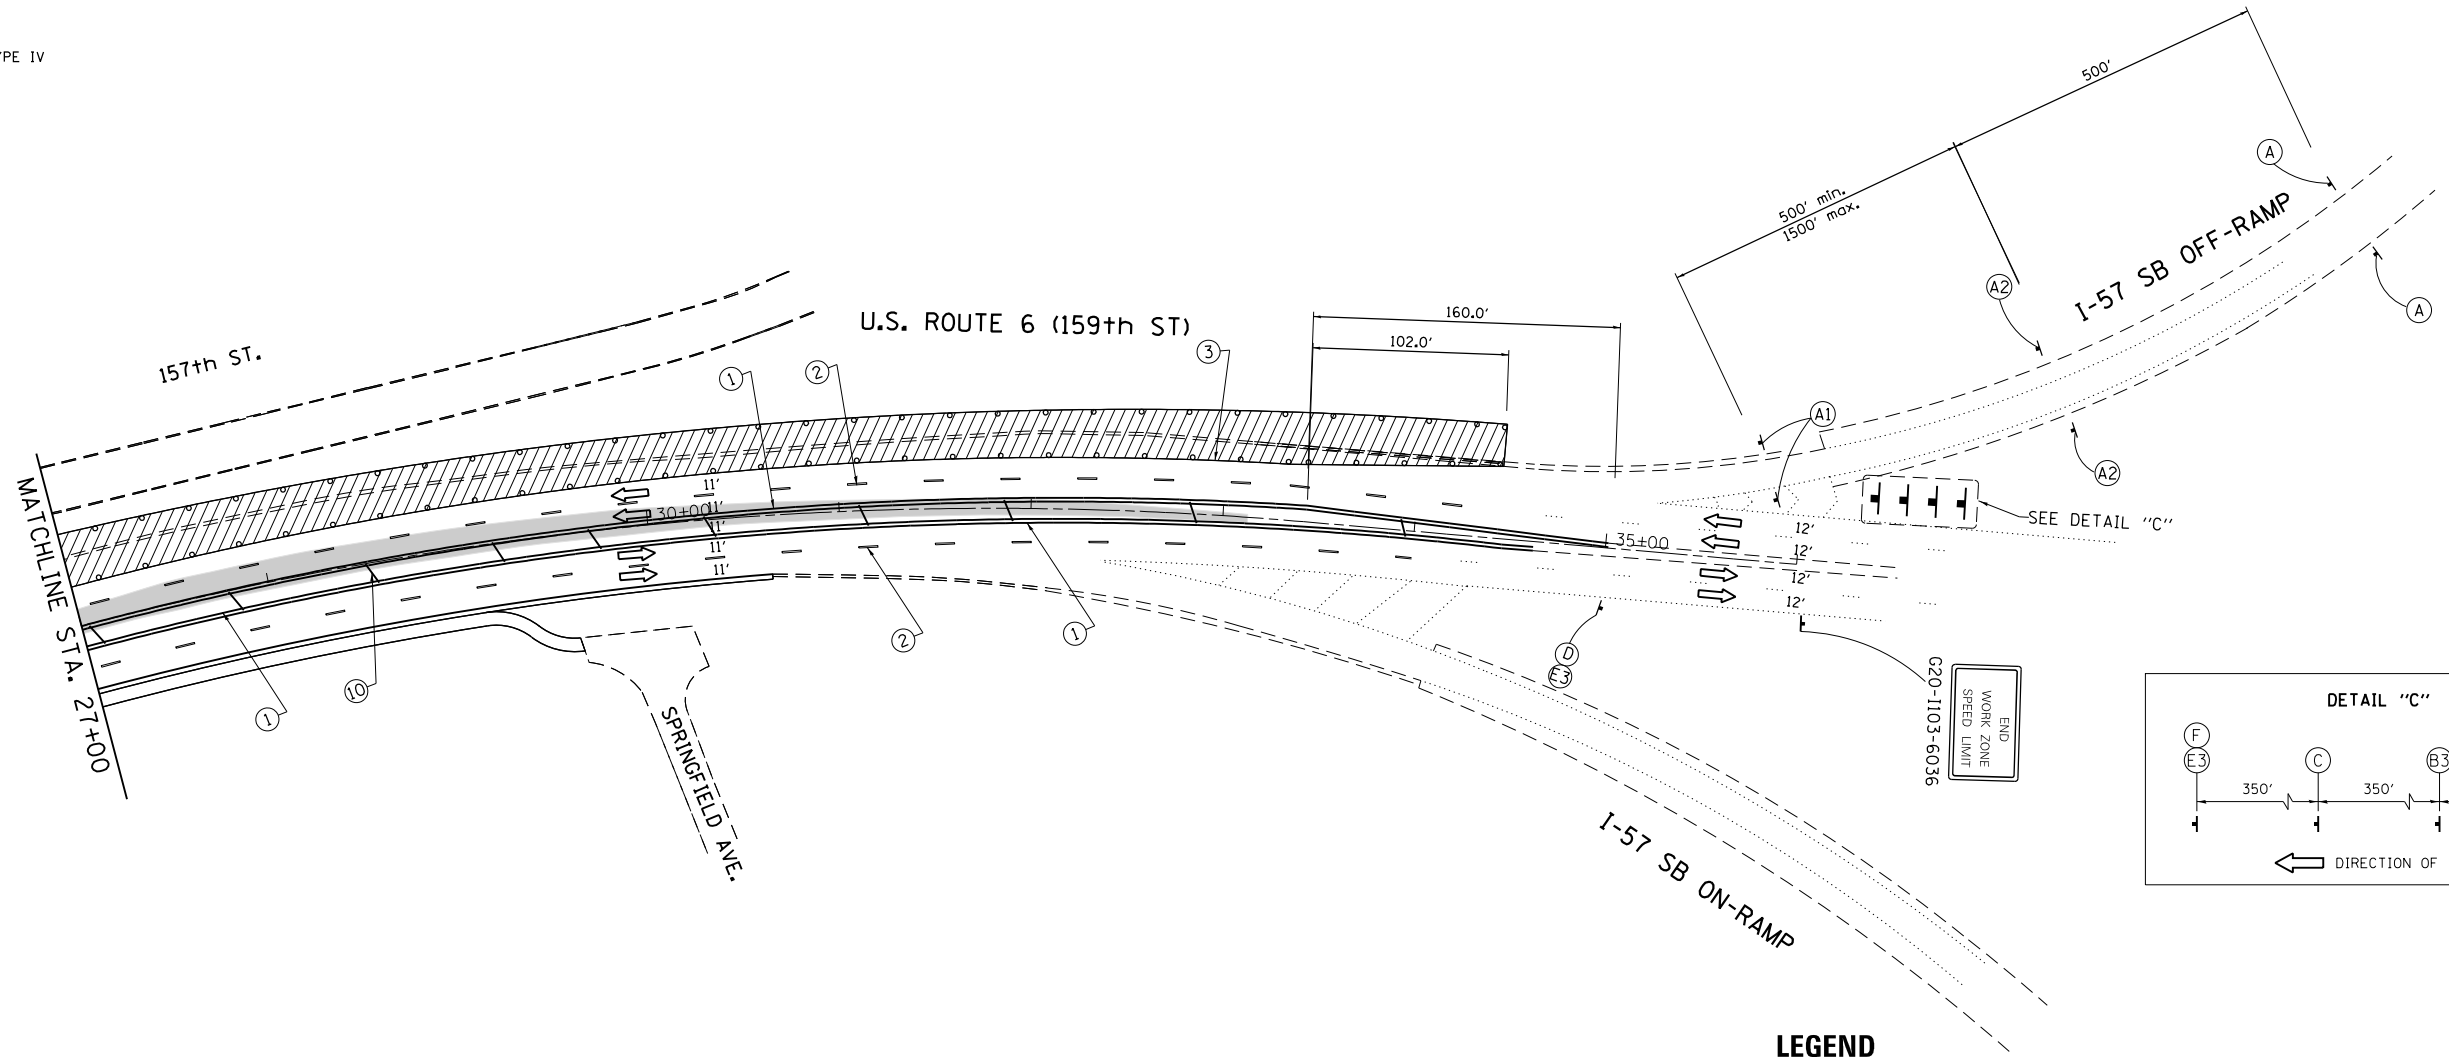 YPE IV
500'
500' min.
1500' max.
A
I-57 SB OFF-RAMP
A2
A
U.S. ROUTE 6 (159th ST)
160.0'
102.0'
157th ST.
1
2
3
A1
A2
SEE DETAIL "C"
MATCHLINE STA. 27+00
11'
11'
30+00
11'
11'
11'
35+00
12'
12'
12'
12'
1
10
2
1
D
E3
SPRINGFIELD AVE.
G20-I103-6036
END
WORK ZONE
SPEED LIMIT
I-57 SB ON-RAMP
DETAIL "C"
F
E3
C
B3
350'
350'
DIRECTION OF
LEGEND